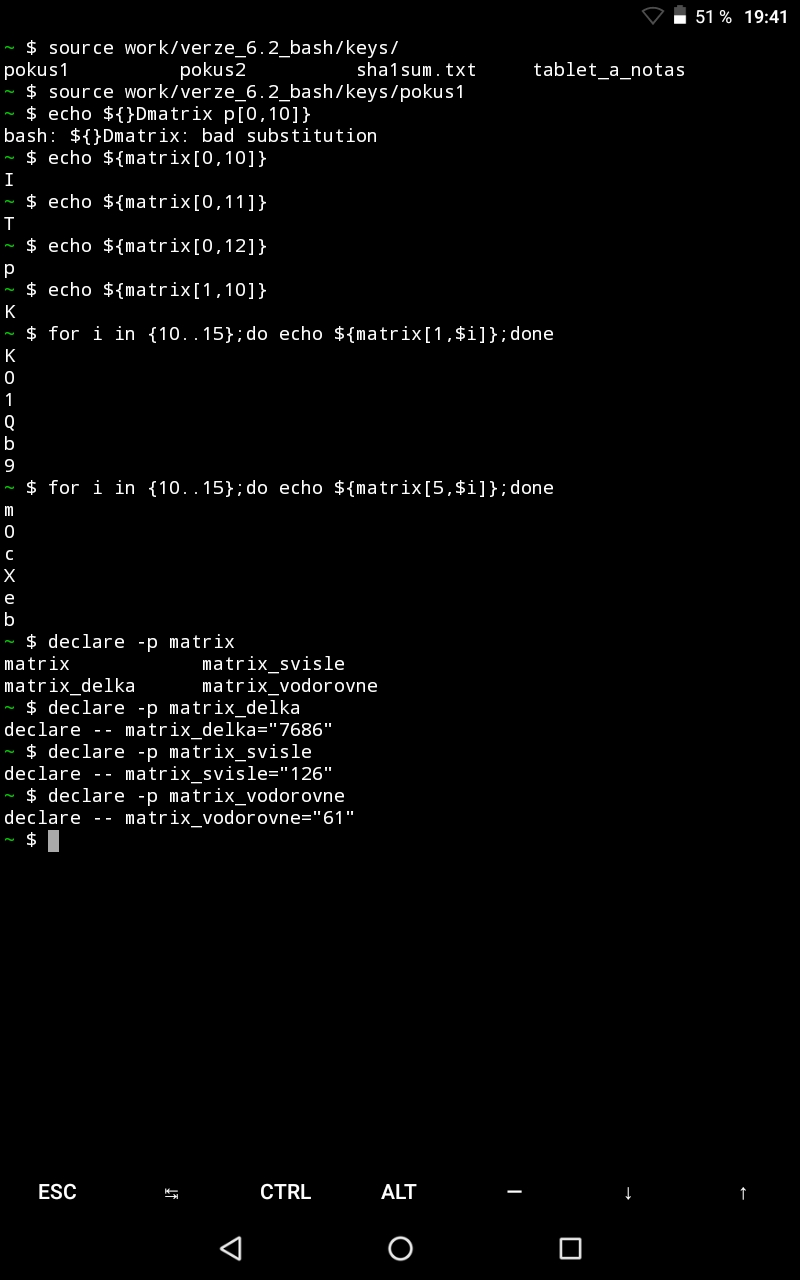 51 % 19:41
~ $ source work/verze_6.2_bash/keys/
pokus1 pokus2 sha1sum.txt tablet_a_notas
~ $ source work/verze_6.2_bash/keys/pokus1
~ $ echo ${}Dmatrix p[0,10]}
bash: ${}Dmatrix: bad substitution
~ $ echo ${matrix[0,10]}
I
~ $ echo ${matrix[0,11]}
T
~ $ echo ${matrix[0,12]}
p
~ $ echo ${matrix[1,10]}
K
~ $ for i in {10..15};do echo ${matrix[1,$i]};done
K
O
1
Q
b
9
~ $ for i in {10..15};do echo ${matrix[5,$i]};done
m
O
c
X
e
b
~ $ declare -p matrix
matrix matrix_svisle
matrix_delka matrix_vodorovne
~ $ declare -p matrix_delka
declare -- matrix_delka="7686"
~ $ declare -p matrix_svisle
declare -- matrix_svisle="126"
~ $ declare -p matrix_vodorovne
declare -- matrix_vodorovne="61"
~ $
ESC ↹ CTRL ALT – ↓ ↑